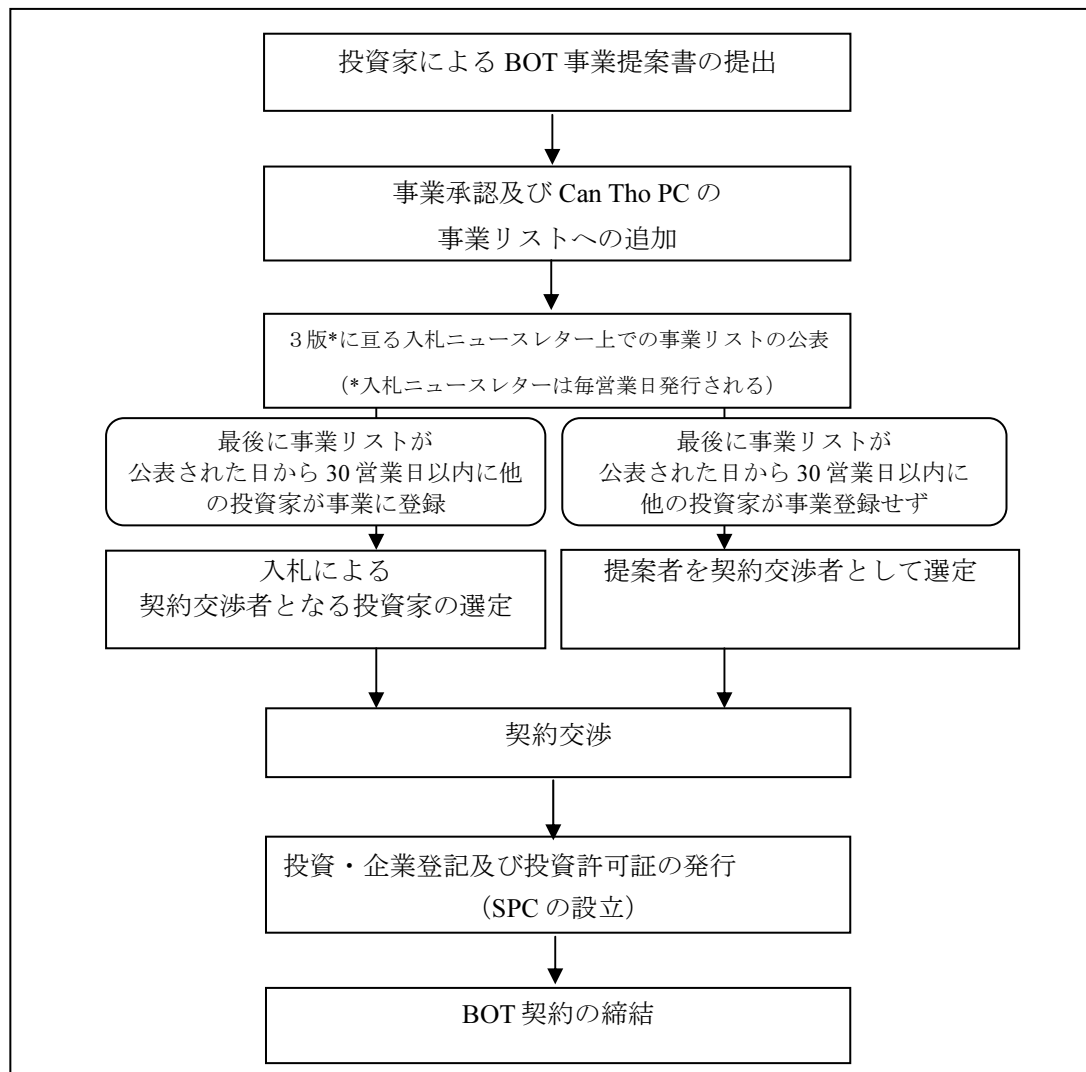 投資家による BOT 事業提案書の提出
事業承認及び Can Tho PC の
事業リストへの追加
３版*に亘る入札ニュースレター上での事業リストの公表
（*入札ニュースレターは毎営業日発行される）
最後に事業リストが
公表された日から 30 営業日以内に他
の投資家が事業に登録
最後に事業リストが
公表された日から 30 営業日以内に
他の投資家が事業登録せず
入札による
契約交渉者となる投資家の選定
提案者を契約交渉者として選定
契約交渉
投資・企業登記及び投資許可証の発行
（SPC の設立）
BOT 契約の締結